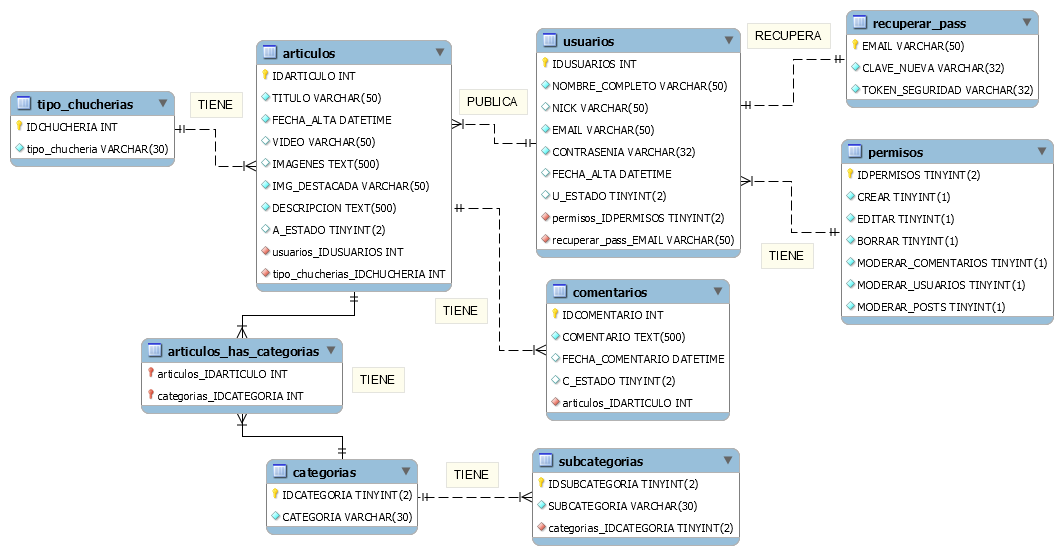 tipo_chucherias
IDCHUCHERIA INT
tipo_chucheria VARCHAR(30)
TIENE
articulos
IDARTICULO INT
TITULO VARCHAR(50)
FECHA_ALTA DATETIME
VIDEO VARCHAR(50)
IMAGENES TEXT(500)
IMG_DESTACADA VARCHAR(50)
DESCRIPCION TEXT(500)
A_ESTADO TINYINT(2)
usuarios_IDUSUARIOS INT
tipo_chucherias_IDCHUCHERIA INT
PUBLICA
usuarios
IDUSUARIOS INT
NOMBRE_COMPLETO VARCHAR(50)
NICK VARCHAR(50)
EMAIL VARCHAR(50)
CONTRASENIA VARCHAR(32)
FECHA_ALTA DATETIME
U_ESTADO TINYINT(2)
permisos_IDPERMISOS TINYINT(2)
recuperar_pass_EMAIL VARCHAR(50)
RECUPERA
recuperar_pass
EMAIL VARCHAR(50)
CLAVE_NUEVA VARCHAR(32)
TOKEN_SEGURIDAD VARCHAR(32)
TIENE
permisos
IDPERMISOS TINYINT(2)
CREAR TINYINT(1)
EDITAR TINYINT(1)
BORRAR TINYINT(1)
MODERAR_COMENTARIOS TINYINT(1)
MODERAR_USUARIOS TINYINT(1)
MODERAR_POSTS TINYINT(1)
TIENE
comentarios
IDCOMENTARIO INT
COMENTARIO TEXT(500)
FECHA_COMENTARIO DATETIME
C_ESTADO TINYINT(2)
articulos_IDARTICULO INT
articulos_has_categorias
articulos_IDARTICULO INT
categorias_IDCATEGORIA INT
TIENE
categorias
IDCATEGORIA TINYINT(2)
CATEGORIA VARCHAR(30)
TIENE
subcategorias
IDSUBCATEGORIA TINYINT(2)
SUBCATEGORIA VARCHAR(30)
categorias_IDCATEGORIA TINYINT(2)